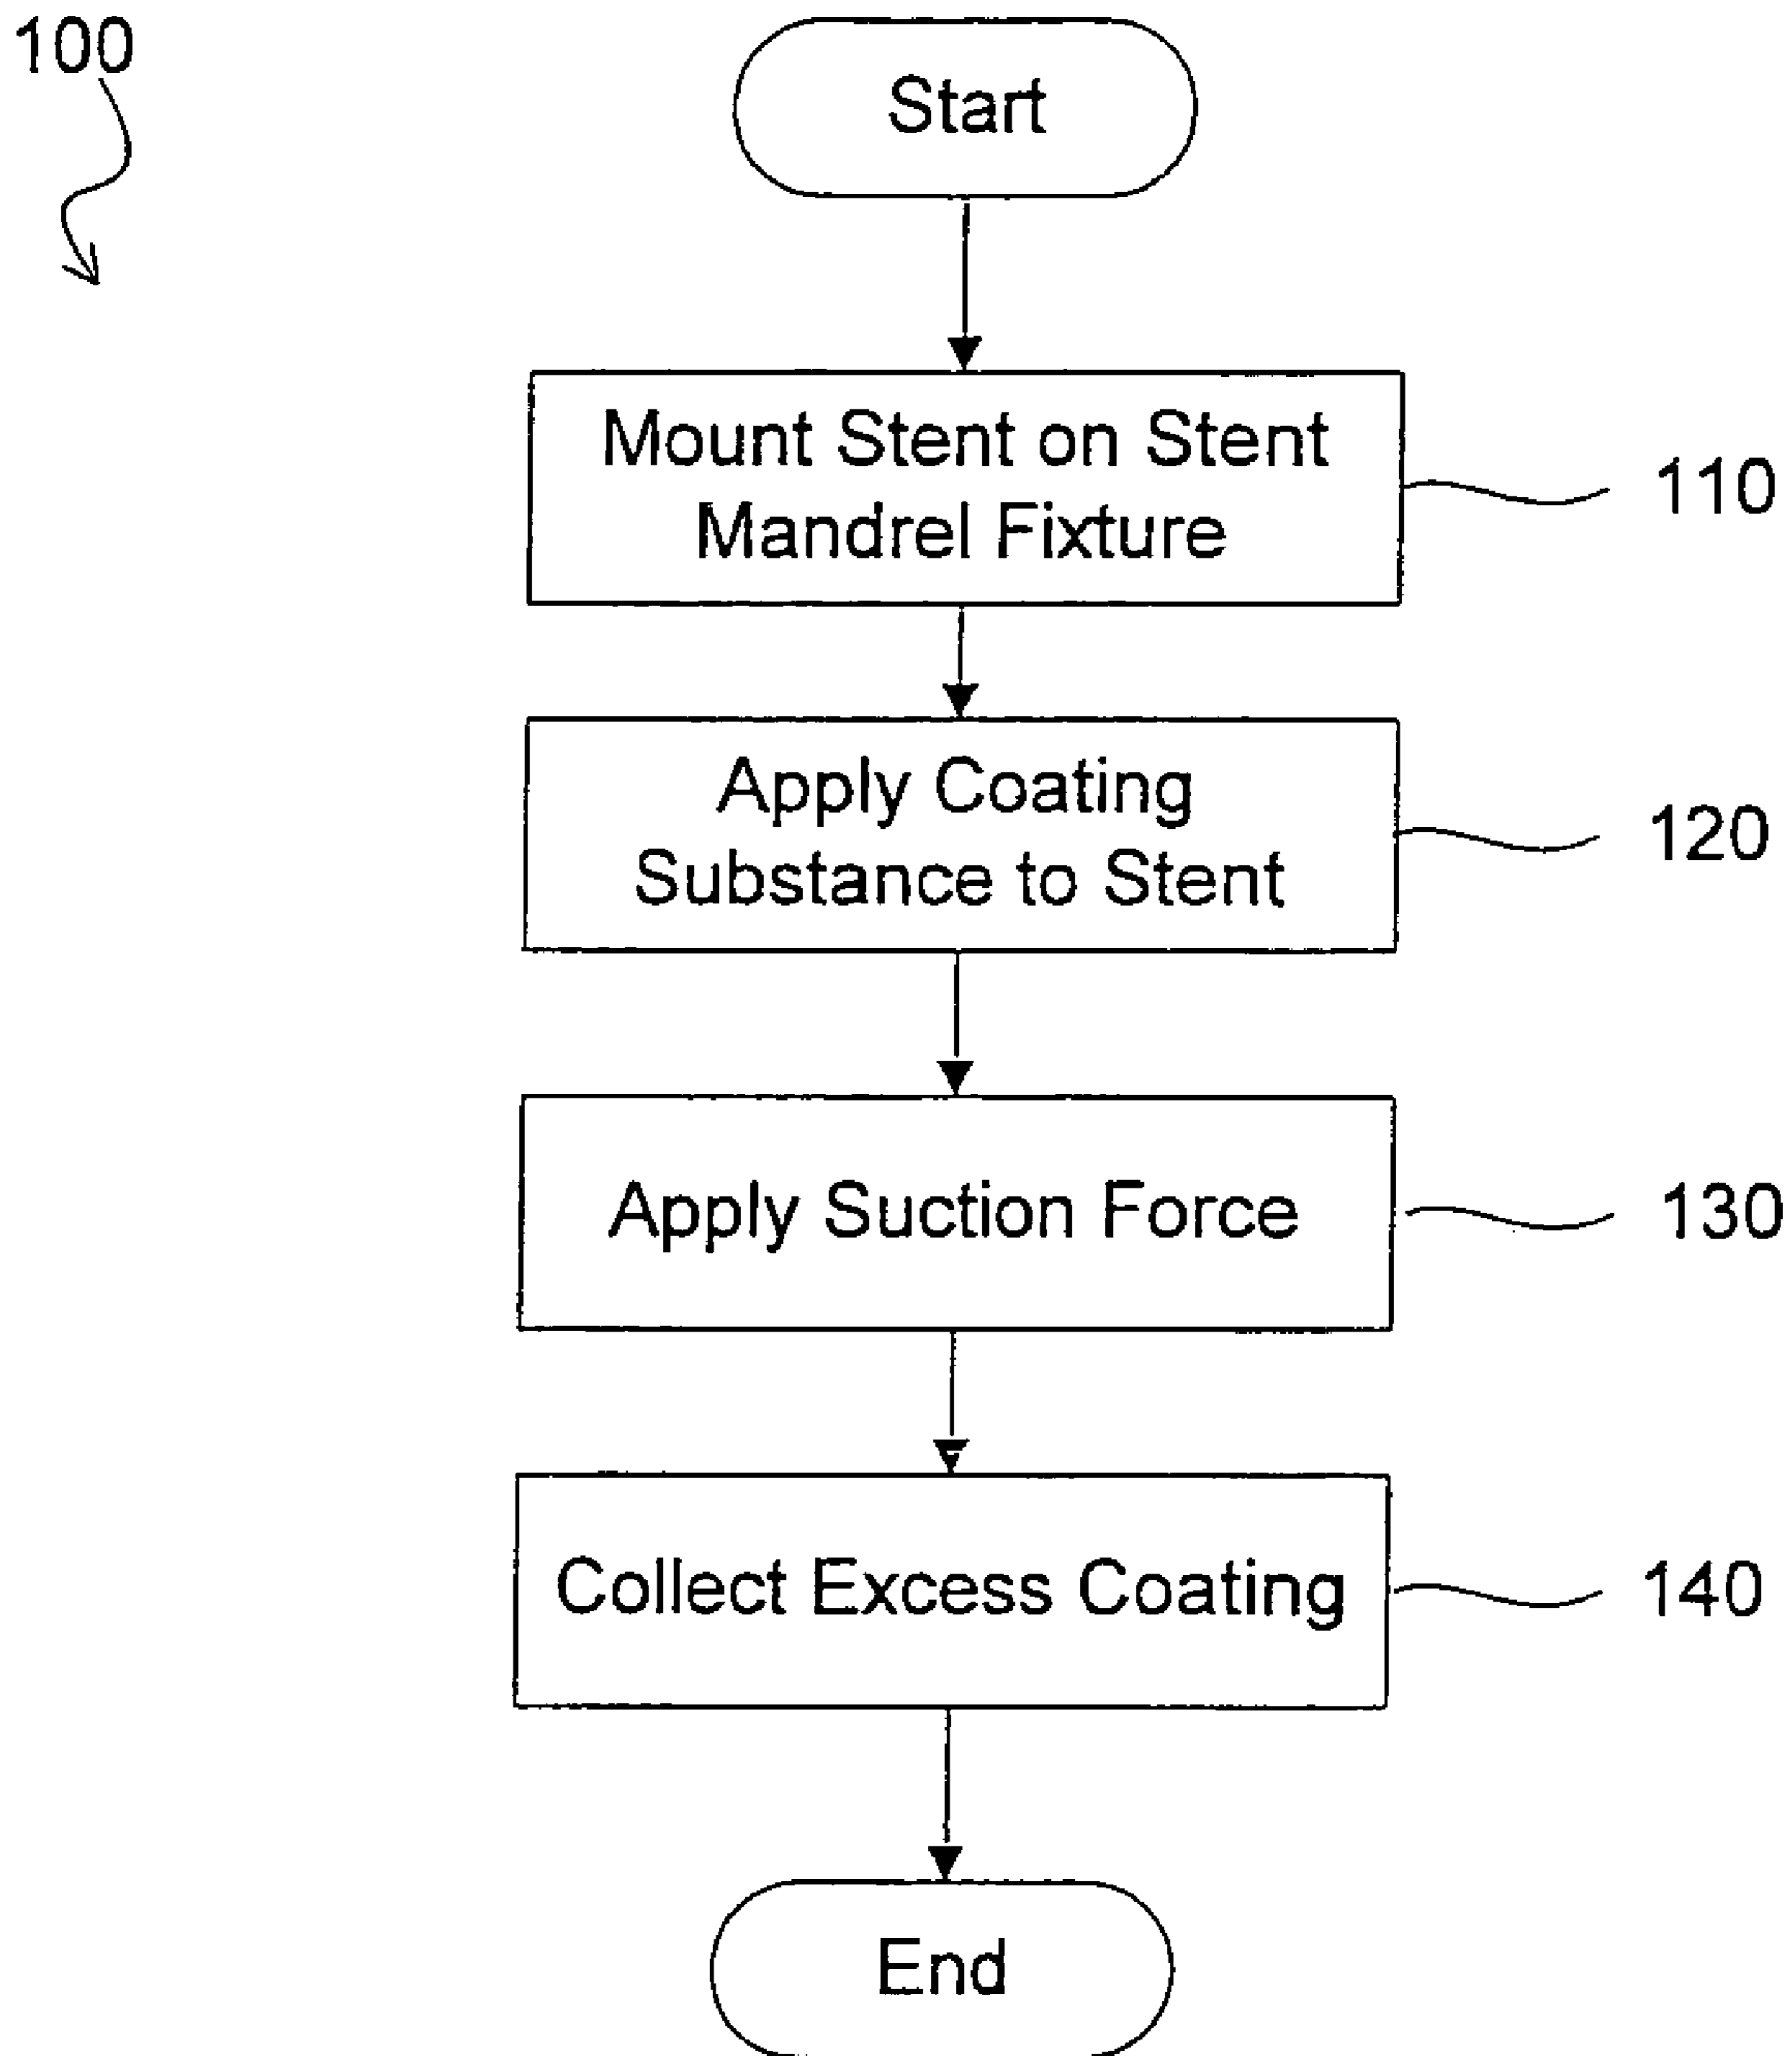 100
Start
Mount Stent on Stent
Mandrel Fixture
110
Apply Coating
Substance to Stent
120
Apply Suction Force
130
Collect Excess Coating
140
End